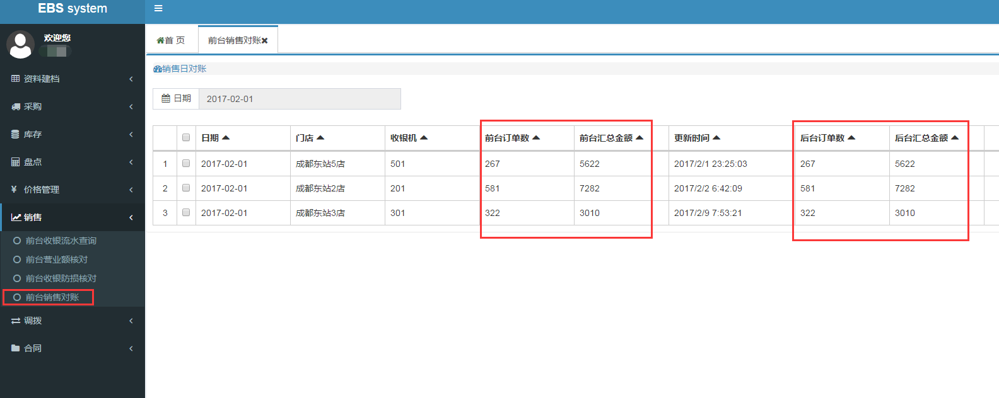 EBS system
欢迎您
资料建档
采购
库存
盘点
¥ 价格管理
销售
前台收银流水查询
前台营业额核对
前台收银防损核对
前台销售对账
调拨
合同
首 页 前台销售对账
销售日对账
日期 2017-02-01
日期 门店 收银机 前台订单数 前台汇总金额 更新时间 后台订单数 后台汇总金额
1 2017-02-01 成都东站5店 501 267 5622 2017/2/1 23:25:03 267 5622
2 2017-02-01 成都东站2店 201 581 7282 2017/2/2 6:42:09 581 7282
3 2017-02-01 成都东站3店 301 322 3010 2017/2/9 7:53:21 322 3010